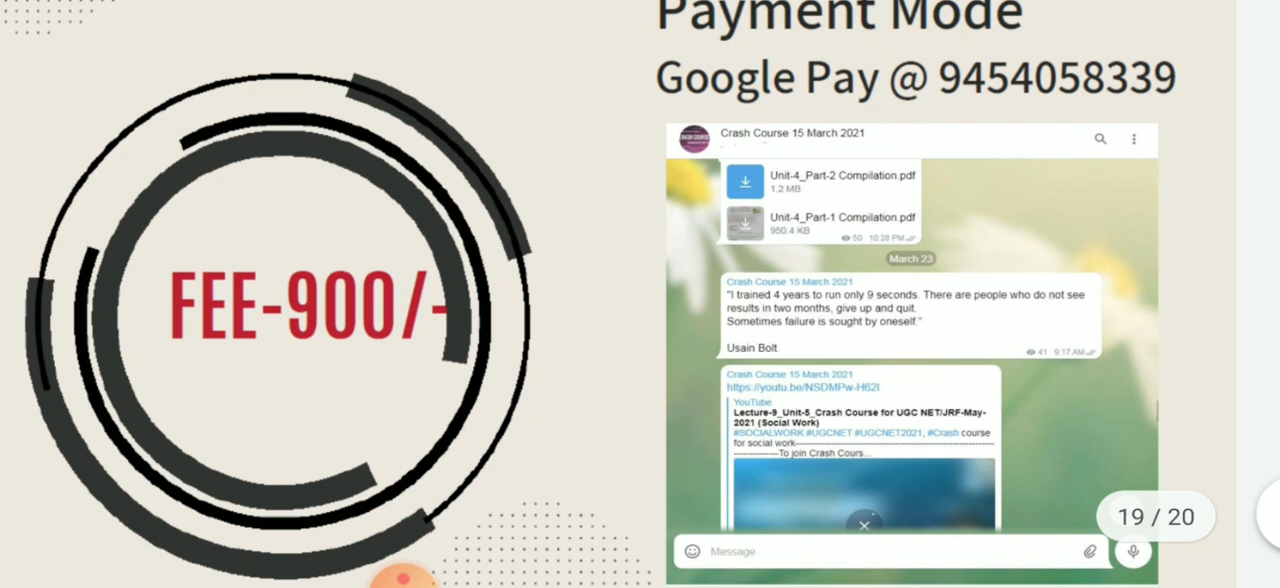 Payment Mode
Google Pay @ 9454058339
FEE-900/-
Crash Course 15 March 2021
Unit-4_Part-2 Compilation.pdf
1.2 MB
Unit-4_Part-1 Compilation.pdf
950.4 KB
50 10:28 PM
March 23
Crash Course 15 March 2021
"I trained 4 years to run only 9 seconds. There are people who do not see
results in two months, give up and quit.
Sometimes failure is sought by oneself."
Usain Bolt
41 9:17 AM
Crash Course 15 March 2021
https://youtu.be/NSDMPw-H62I
YouTube
Lecture-9_Unit-5_Crash Course for UGC NET/JRF-May-
2021 (Social Work)
#SOCIALWORK #UGCNET #UGCNET2021, #Crash course
for social work------------------------------------------------------------
---------------To join Crash Cours...
Message
19 / 20